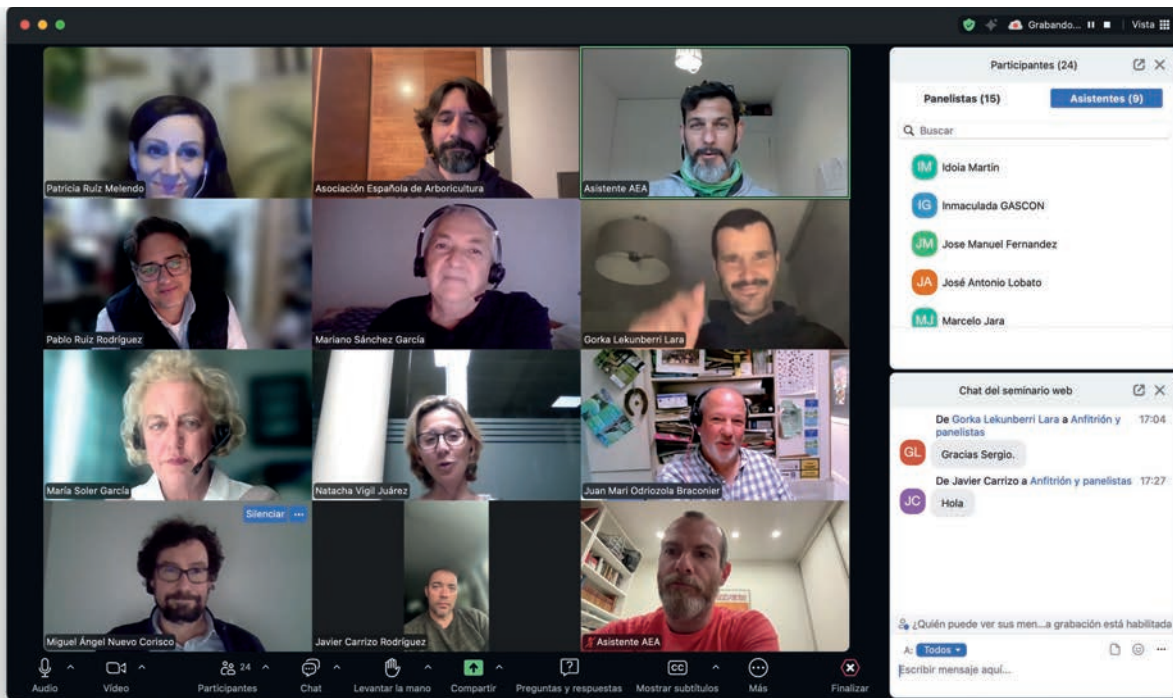 Grabando...
Vista
Patricia Ruíz Melendo
Asociación Española de Arboricultura
Asistente AEA
Pablo Ruiz Rodríguez
Mariano Sánchez García
Gorka Lekunberri Lara
María Soler García
Natacha Vigil Juárez
Juan Mari Odriozola Braconier
Silenciar
Miguel Ángel Nuevo Corisco
Javier Carrizo Rodríguez
Asistente AEA
Audio
Vídeo
24
Participantes
Chat
Levantar la mano
Compartir
Preguntas y respuestas
CC
Mostrar subtítulos
Más
Finalizar
Participantes (24)
Panelistas (15)
Asistentes (9)
Buscar
IM Idoia Martín
IG Inmaculada GASCON
JM Jose Manuel Fernandez
JA José Antonio Lobato
MJ Marcelo Jara
Chat del seminario web
De Gorka Lekunberri Lara a Anfitrión y 17:04
panelistas
GL Gracias Sergio.
De Javier Carrizo a Anfitrión y panelistas 17:27
JC Hola
¿Quién puede ver sus men...a grabación está habilitada
A: Todos
Escribir mensaje aquí...